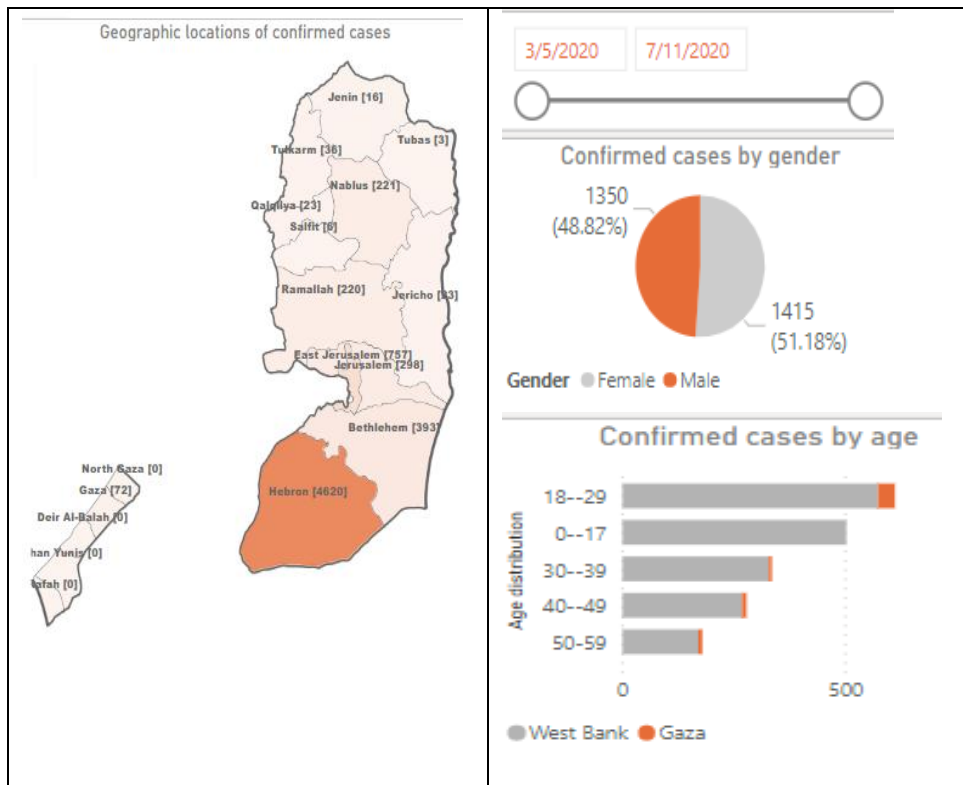 Geographic locations of confirmed cases
Jenin [16]
Tubas [3]
Tulkarm [36]
Nablus [221]
Qalqilya [23]
Salfit [6]
Ramallah [220]
Jericho [93]
East Jerusalem [757]
Jerusalem [298]
Bethlehem [393]
Hebron [4620]
North Gaza [0]
Gaza [72]
Deir Al-Balah [0]
han Yunis [0]
afah [0]
3/5/2020 7/11/2020
Confirmed cases by gender
1350
(48.82%)
1415
(51.18%)
Gender Female Male
Confirmed cases by age
Age distribution
18--29
0--17
30--39
40--49
50-59
0 500
West Bank Gaza